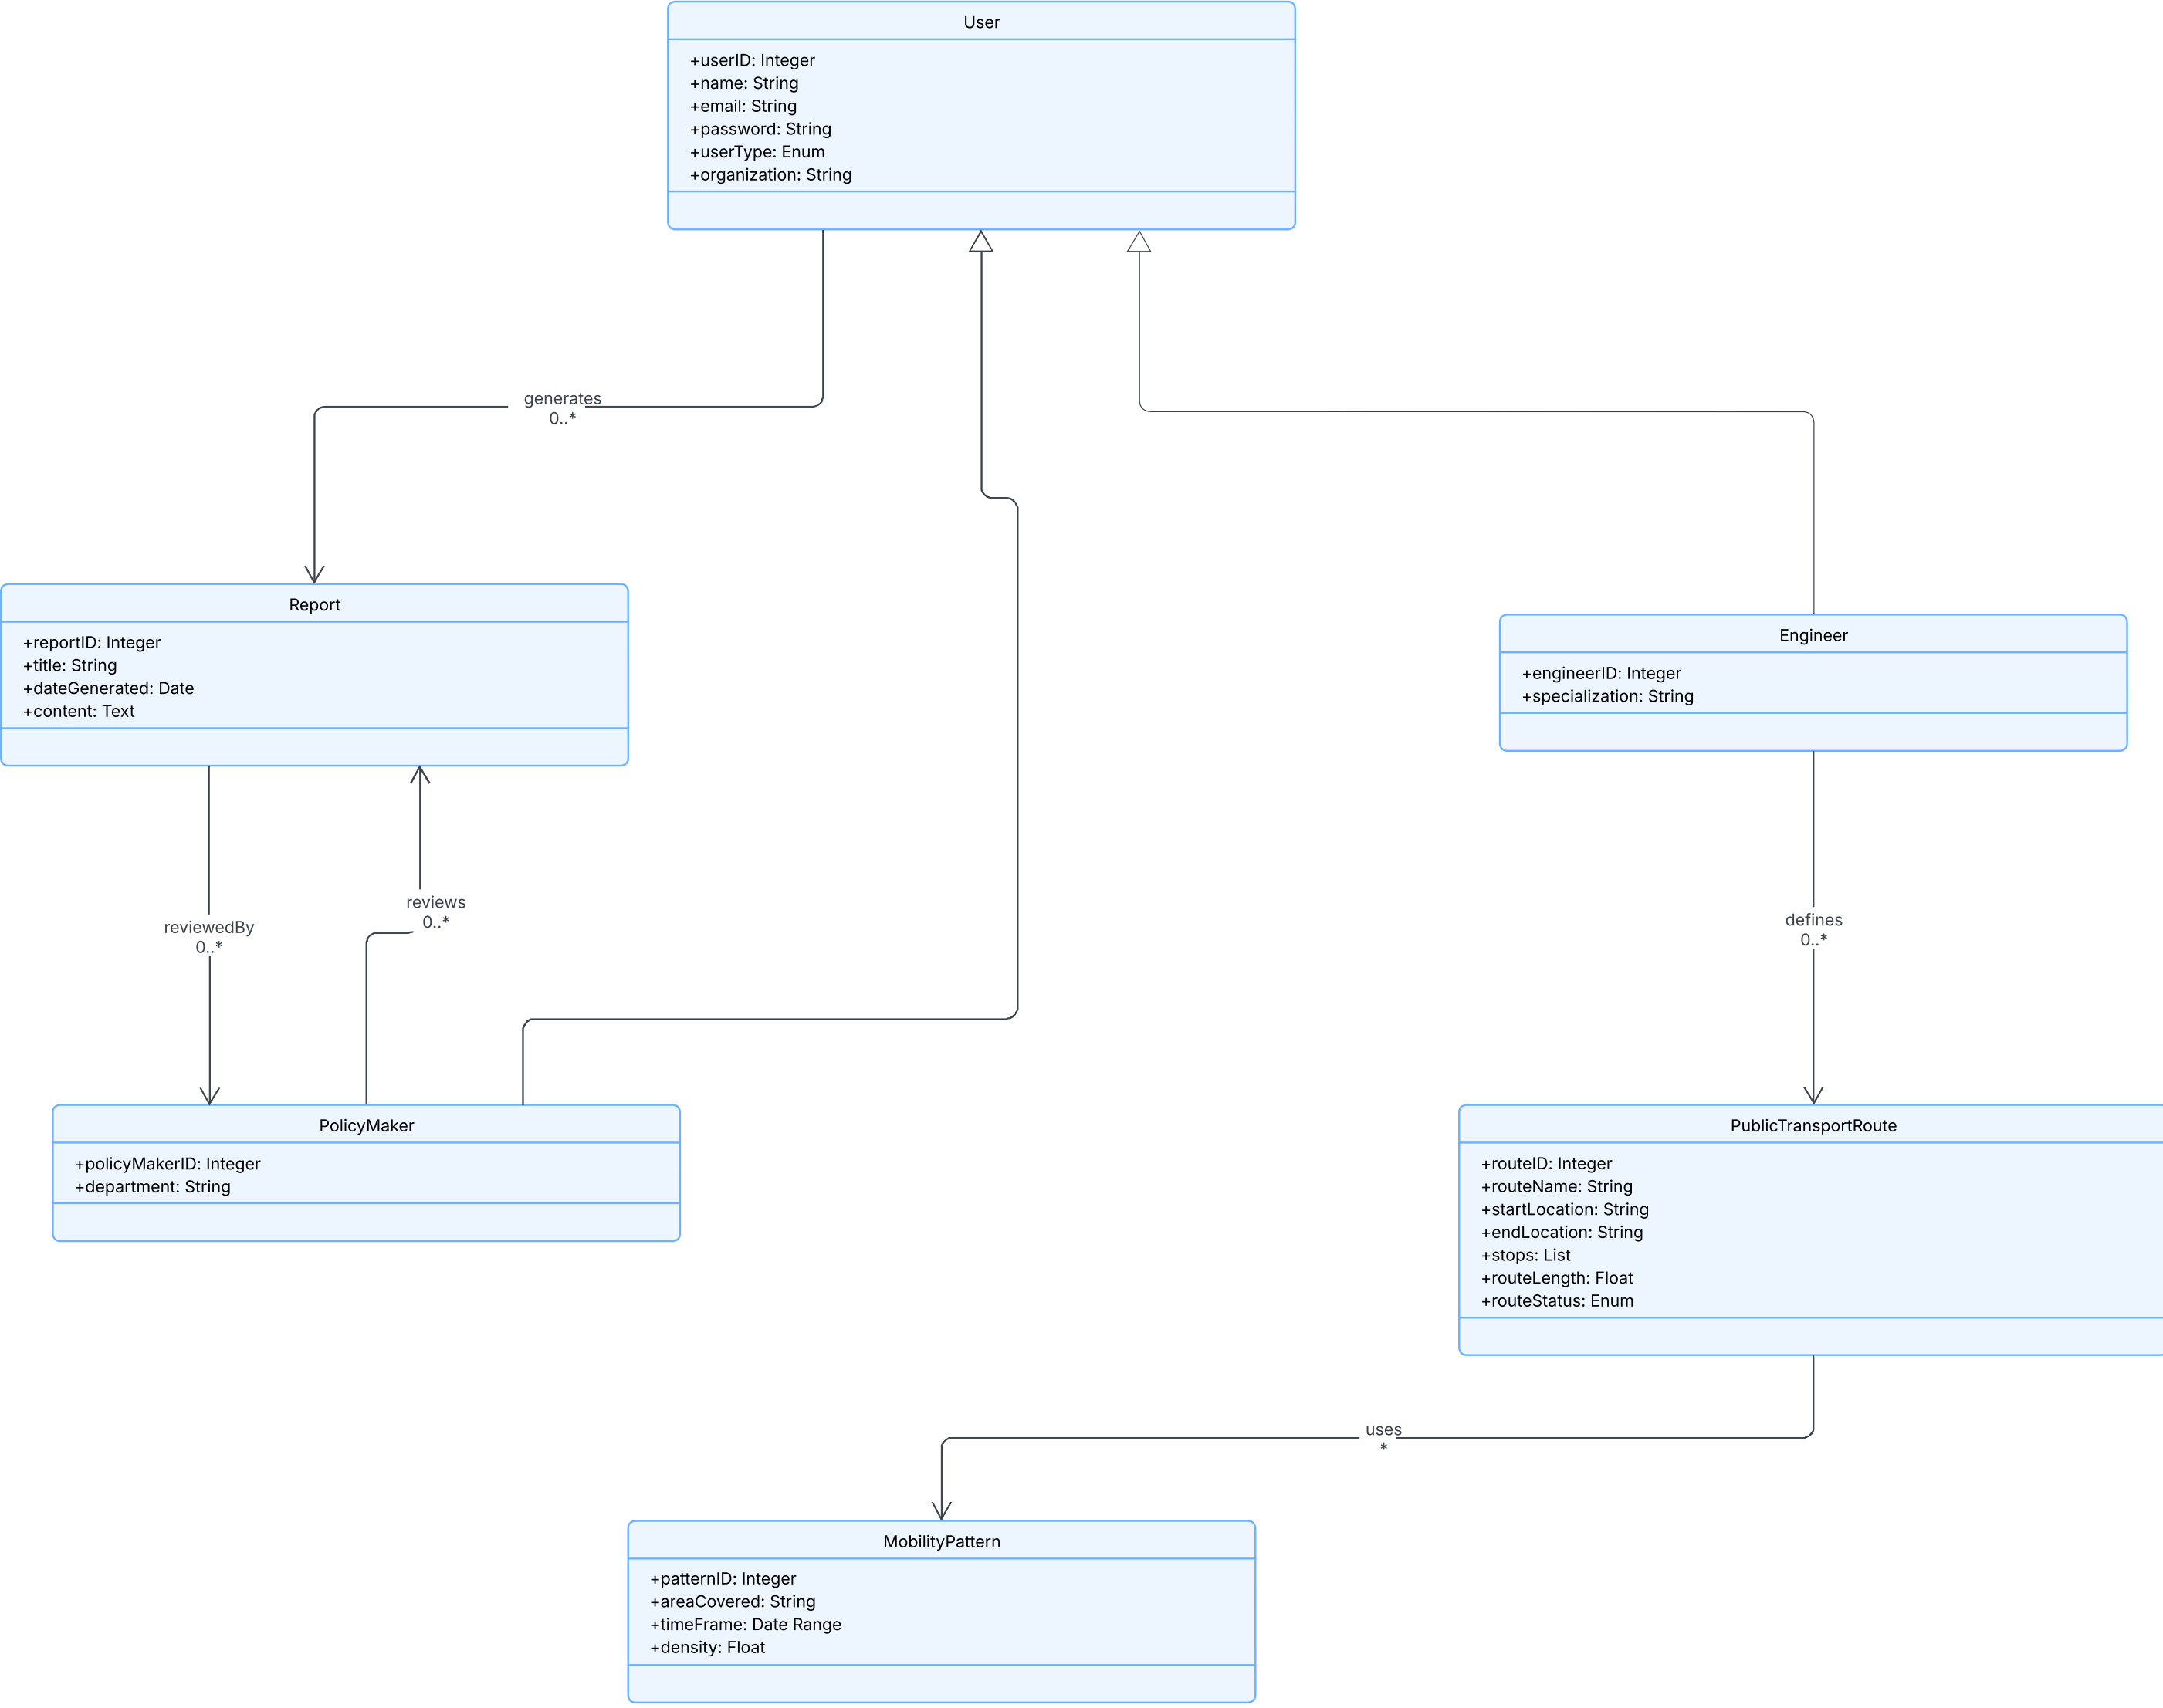 User
+userID: Integer
+name: String
+email: String
+password: String
+userType: Enum
+organization: String
generates
0..*
Report
+reportID: Integer
+title: String
+dateGenerated: Date
+content: Text
Engineer
+engineerID: Integer
+specialization: String
reviews
0..*
reviewedBy
0..*
defines
0..*
PolicyMaker
+policyMakerID: Integer
+department: String
PublicTransportRoute
+routeID: Integer
+routeName: String
+startLocation: String
+endLocation: String
+stops: List
+routeLength: Float
+routeStatus: Enum
uses
*
MobilityPattern
+patternID: Integer
+areaCovered: String
+timeFrame: Date Range
+density: Float